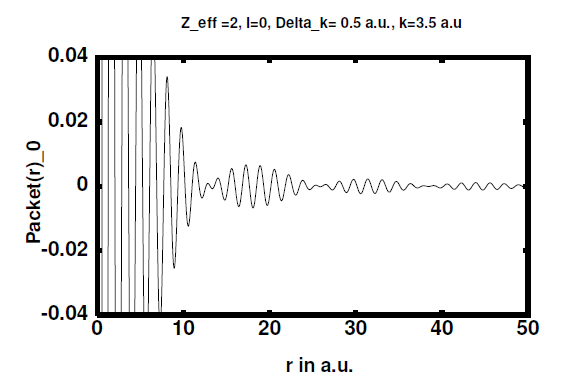 Z_eff =2, l=0, Delta_k= 0.5 a.u., k=3.5 a.u
0.04
0.02
0
-0.02
-0.04
Packet(r)_0
0 10 20 30 40 50
r in a.u.